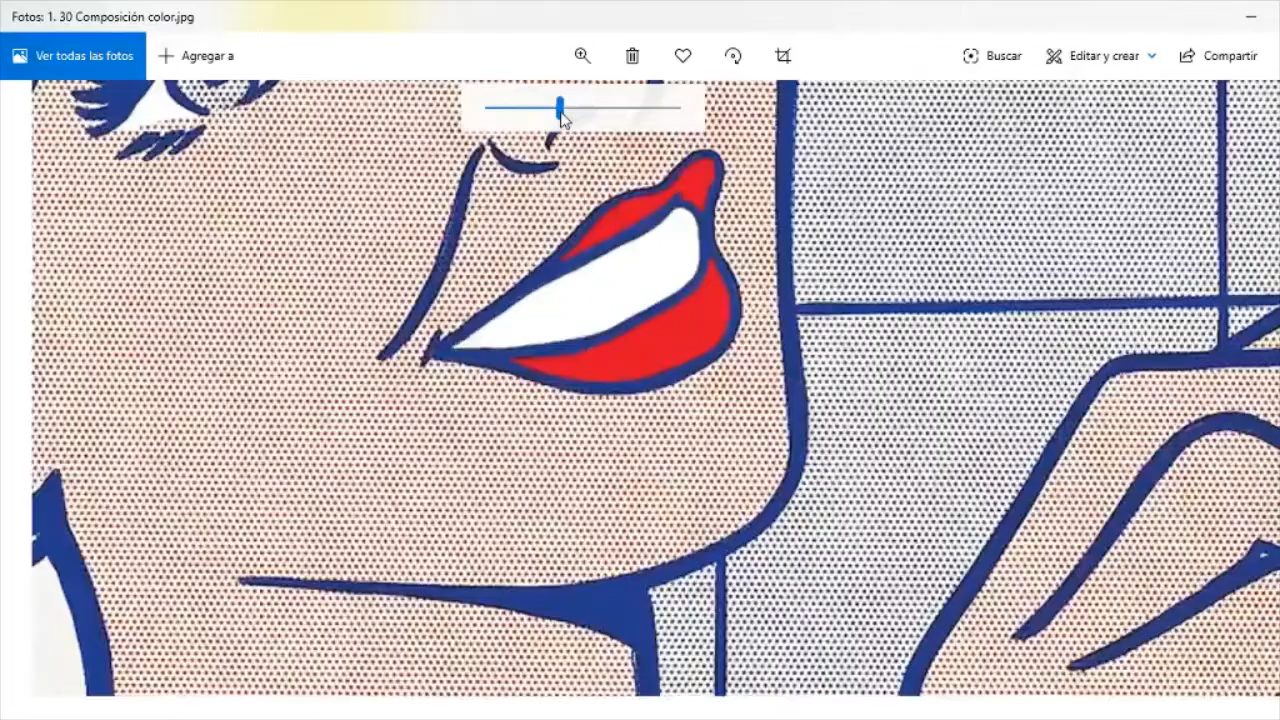 Fotos: 1. 30 Composición color.jpg
Ver todas las fotos
Agregar a
Buscar
Editar y crear
Compartir